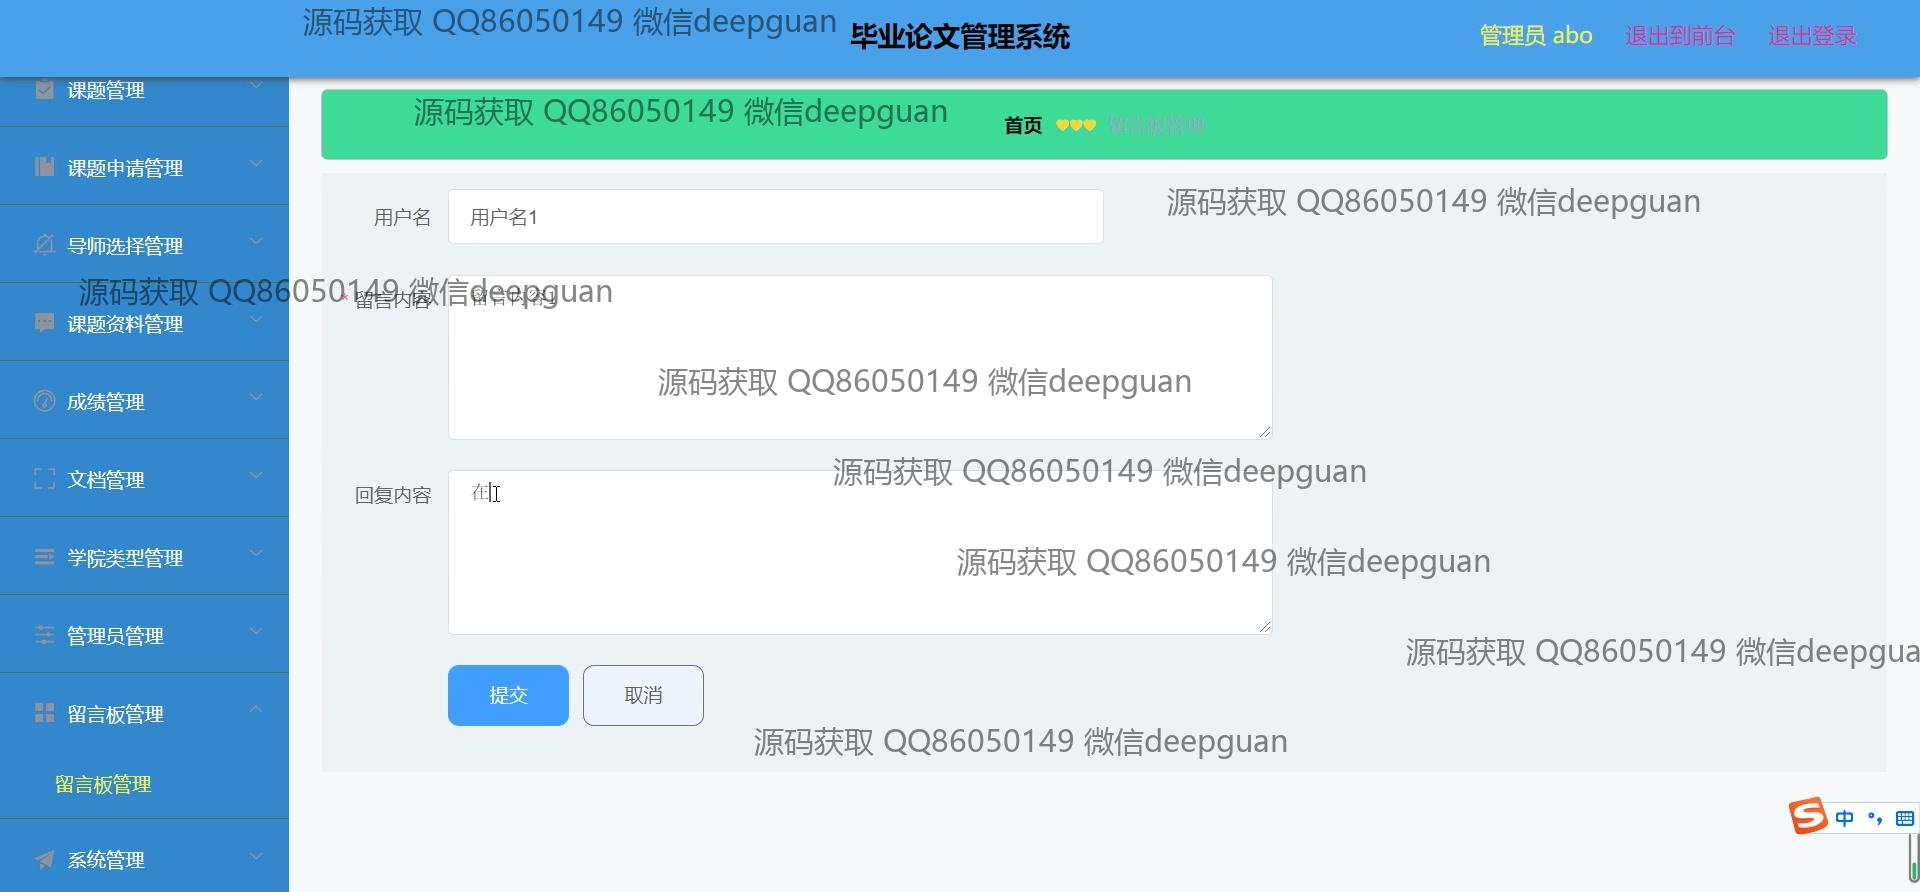 源码获取 QQ86050149 微信deepguan
毕业论文管理系统
管理员 abo
退出到前台
退出登录
课题管理
课题申请管理
导师选择管理
课题资料管理
成绩管理
文档管理
学院类型管理
管理员管理
留言板管理
留言板管理
系统管理
源码获取 QQ86050149 微信deepguan
首页
留言板管理
源码获取 QQ86050149 微信deepguan
用户名
用户名1
源码获取 QQ86050149 微信deepguan
* 留言内容
留言内容1
源码获取 QQ86050149 微信deepguan
源码获取 QQ86050149 微信deepguan
回复内容
在
源码获取 QQ86050149 微信deepguan
源码获取 QQ86050149 微信deepgua
提交
取消
源码获取 QQ86050149 微信deepguan
S 中